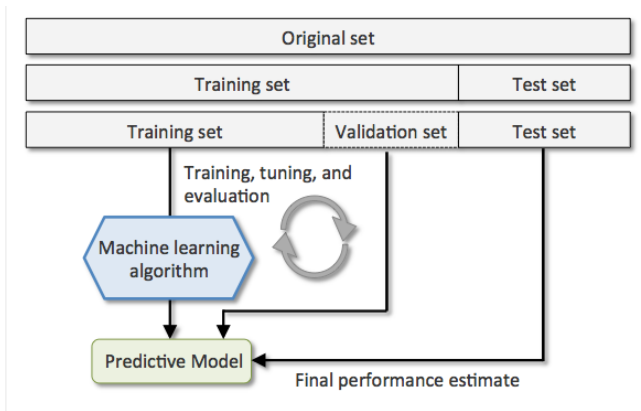 Original set
Training set
Test set
Training set
Validation set
Test set
Training, tuning, and
evaluation
Machine learning
algorithm
Predictive Model
Final performance estimate